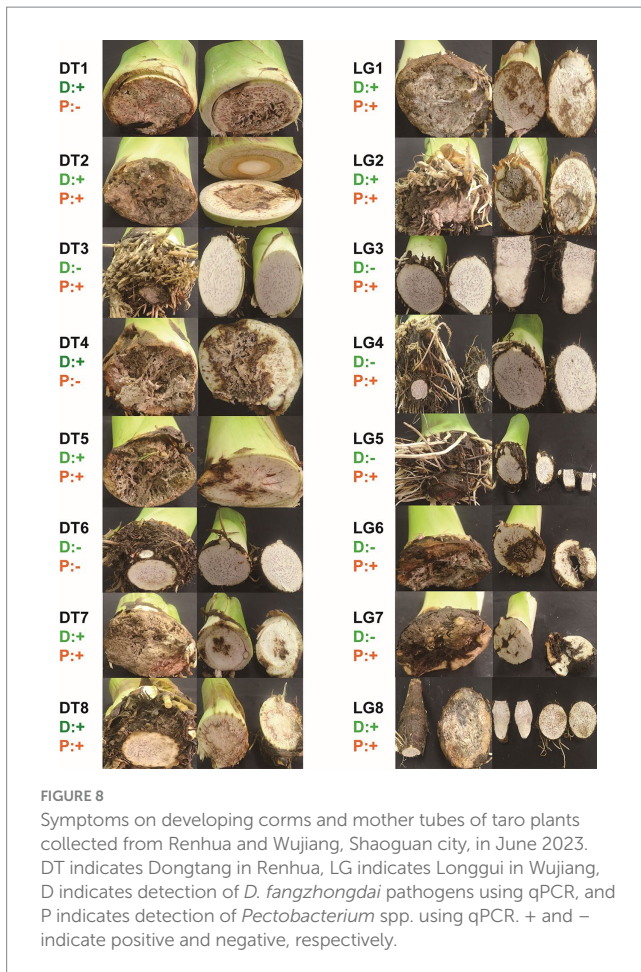 DT1
D:+
P:-
DT2
D:+
P:+
DT3
D:-
P:+
DT4
D:+
P:-
DT5
D:+
P:+
DT6
D:-
P:-
DT7
D:+
P:+
DT8
D:+
P:+
LG1
D:+
P:+
LG2
D:+
P:+
LG3
D:-
P:+
LG4
D:-
P:+
LG5
D:-
P:+
LG6
D:-
P:+
LG7
D:-
P:+
LG8
D:+
P:+
FIGURE 8
Symptoms on developing corms and mother tubes of taro plants
collected from Renhua and Wujiang, Shaoguan city, in June 2023.
DT indicates Dongtang in Renhua, LG indicates Longgui in Wujiang,
D indicates detection of D. fangzhongdai pathogens using qPCR, and
P indicates detection of Pectobacterium spp. using qPCR. + and –
indicate positive and negative, respectively.